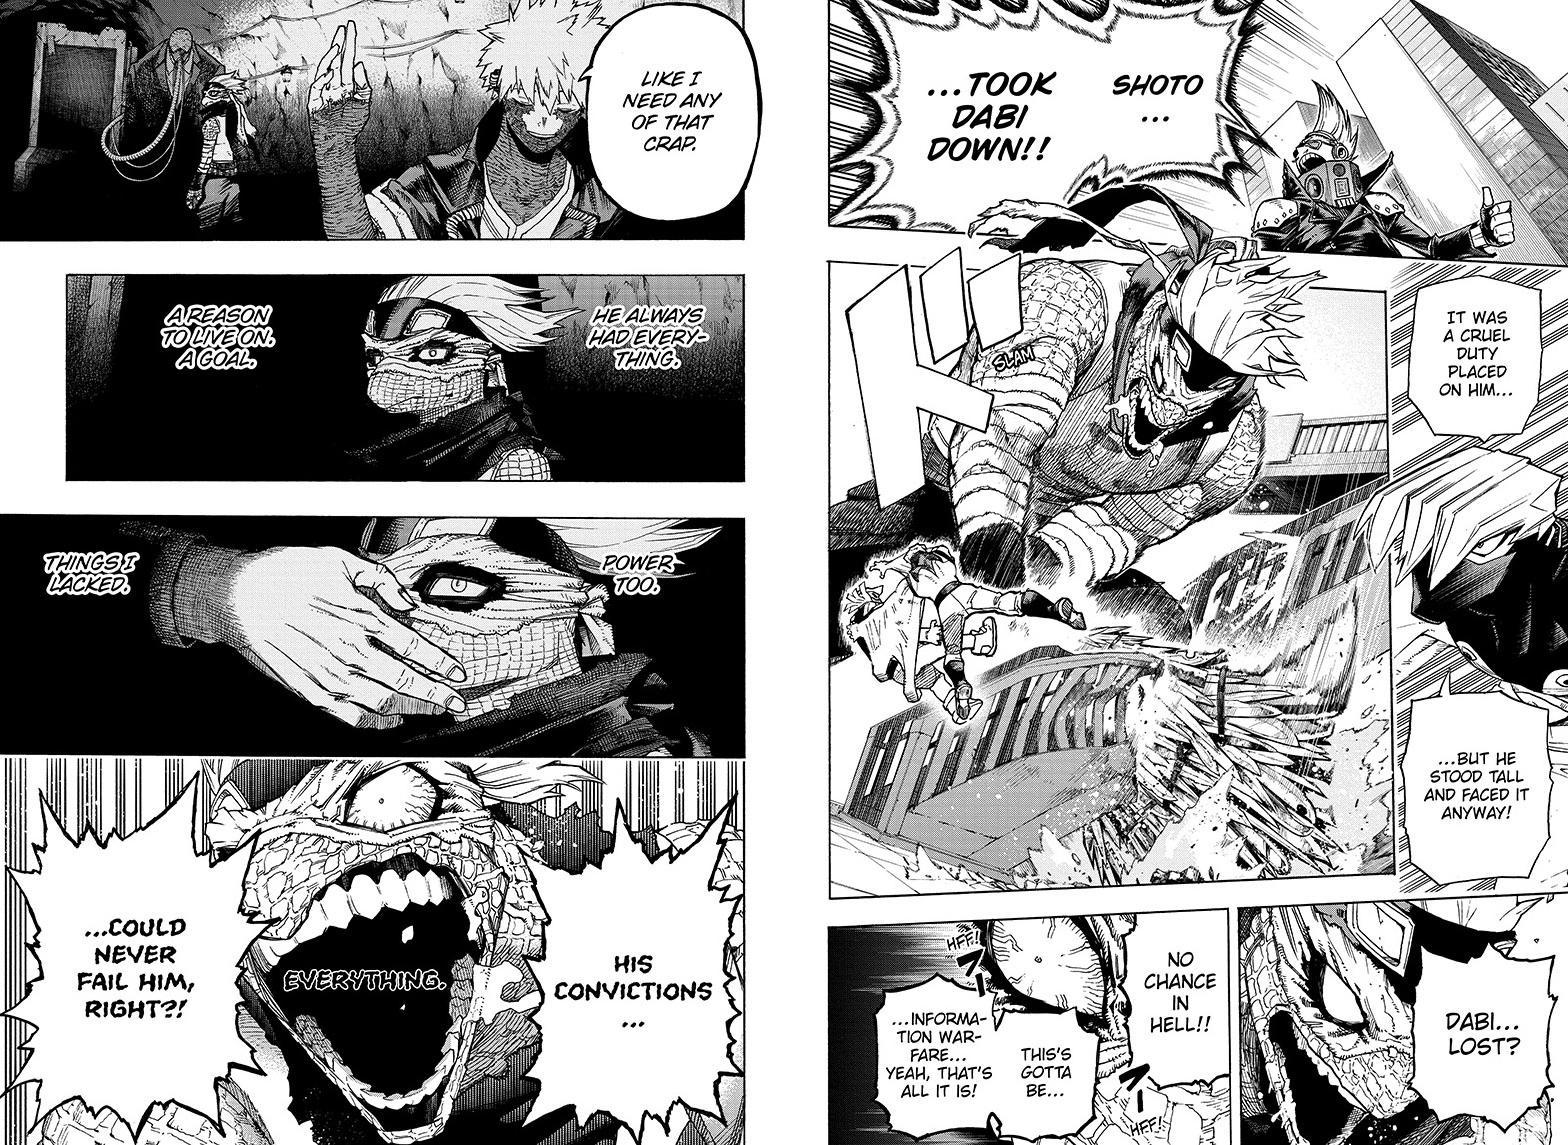 SHOTO
...
...TOOK
DABI
DOWN!!
IT WAS
A CRUEL
DUTY
PLACED
ON HIM...
ドドド
SLAM
...BUT HE
STOOD TALL
AND FACED IT
ANYWAY!
DABI...
LOST?
NO
CHANCE
IN
HELL!!
HFF!
HFF!
THIS'S
GOTTA
BE...
...INFORMA-
TION WAR-
FARE...
YEAH, THAT'S
ALL IT IS!
LIKE I
NEED ANY
OF THAT
CRAP.
HE ALWAYS
HAD EVERY-
THING.
A REASON
TO LIVE ON.
A GOAL.
POWER
TOO.
THINGS I
LACKED.
HIS
CONVICTIONS
...
EVERYTHING.
...COULD
NEVER
FAIL HIM,
RIGHT?!